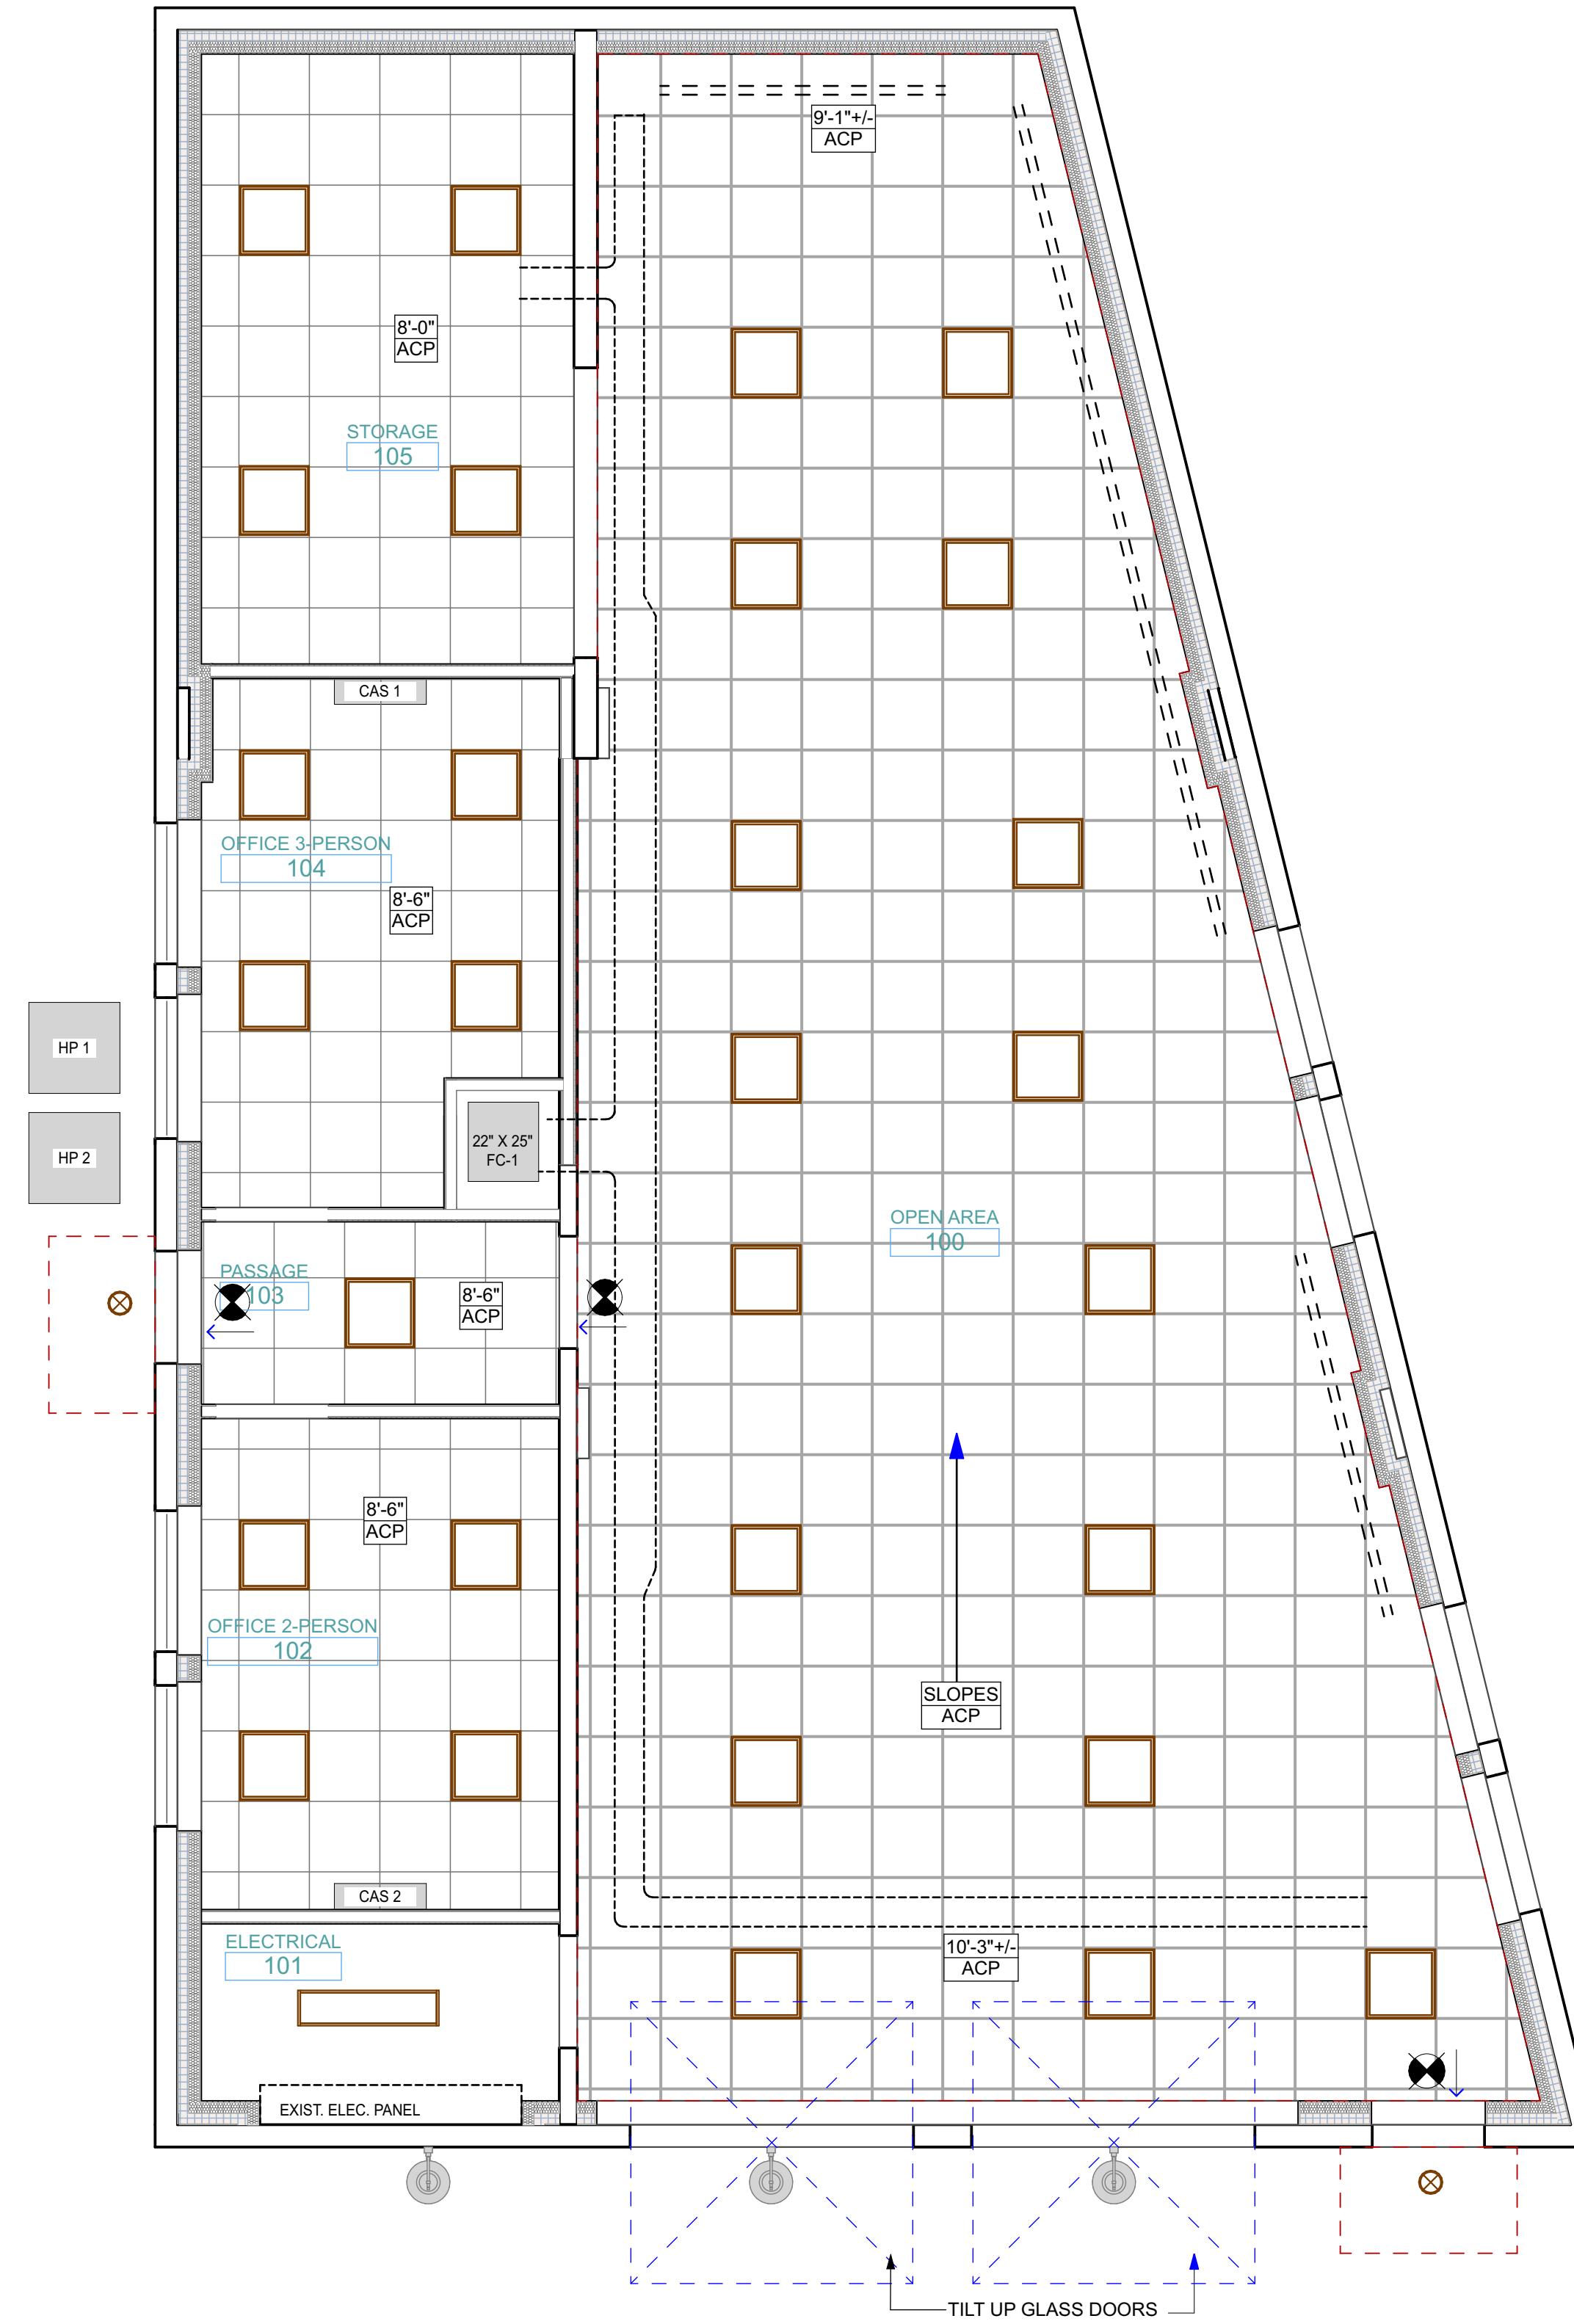 9'-1"+/-
ACP
8'-0"
ACP
STORAGE
105
CAS 1
OFFICE 3-PERSON
104
8'-6"
ACP
HP 1
22" X 25"
FC-1
HP 2
OPEN AREA
100
PASSAGE
103
8'-6"
ACP
8'-6"
ACP
OFFICE 2-PERSON
102
SLOPES
ACP
CAS 2
ELECTRICAL
101
10'-3"+/-
ACP
EXIST. ELEC. PANEL
TILT UP GLASS DOORS